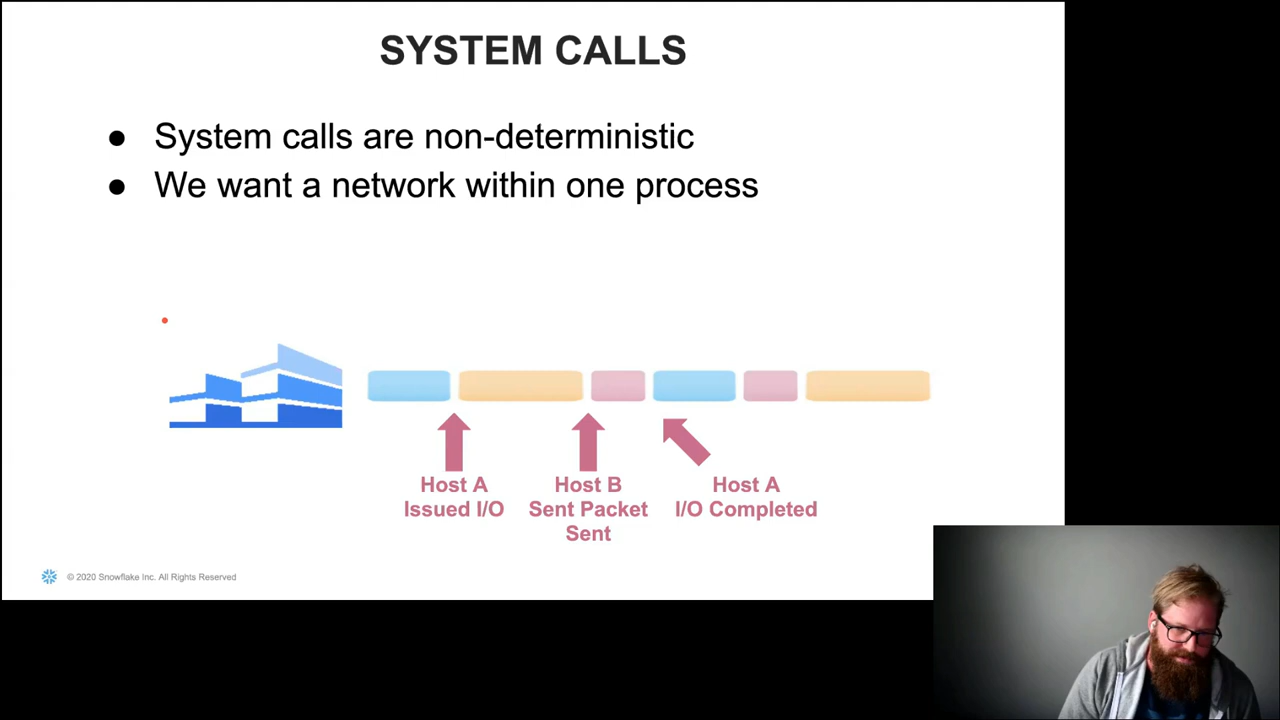 SYSTEM CALLS
● System calls are non-deterministic
● We want a network within one process
Host A
Issued I/O
Host B
Sent Packet
Sent
Host A
I/O Completed
© 2020 Snowflake Inc. All Rights Reserved